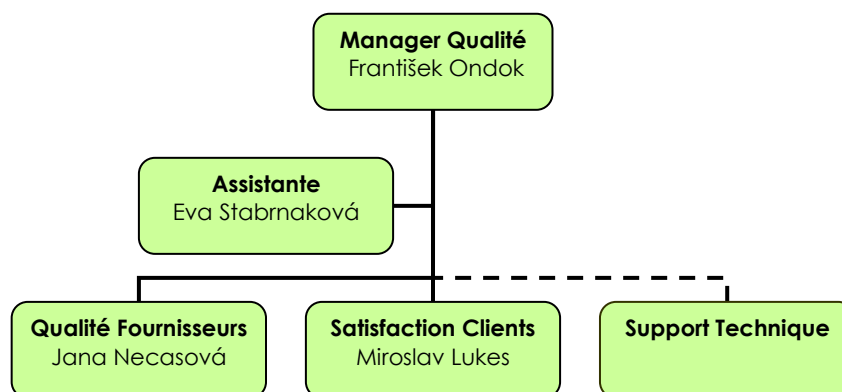 Manager Qualité
František Ondok
Assistante
Eva Stabrnaková
Qualité Fournisseurs
Jana Necasová
Satisfaction Clients
Miroslav Lukes
Support Technique